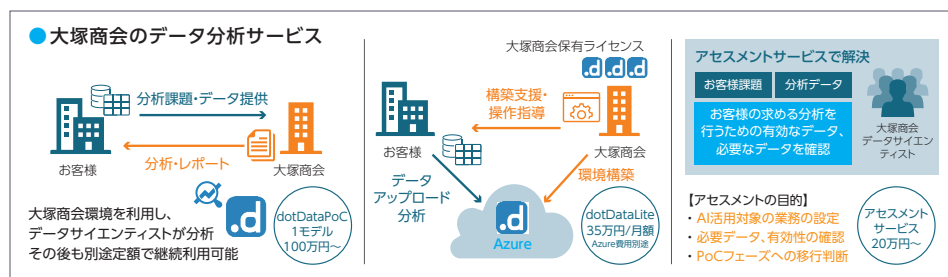 ●大塚商会のデータ分析サービス
分析課題・データ提供
お客様
大塚商会
分析・レポート
大塚商会環境を利用し、
データサイエンティストが分析
その後も別途定額で継続利用可能
.d
dotDataPoC
1モデル
100万円～
大塚商会保有ライセンス
.d .d .d
構築支援・
操作指導
お客様
大塚商会
データ
アップロード
分析
環境構築
.d
Azure
dotDataLite
35万円/月額
Azure費用別途
アセスメントサービスで解決
お客様課題
分析データ
お客様の求める分析を
行うための有効なデータ、
必要なデータを確認
大塚商会
データサイエン
ティスト
【アセスメントの目的】
・AI活用対象の業務の設定
・必要データ、有効性の確認
・PoCフェーズへの移行判断
アセスメント
サービス
20万円～